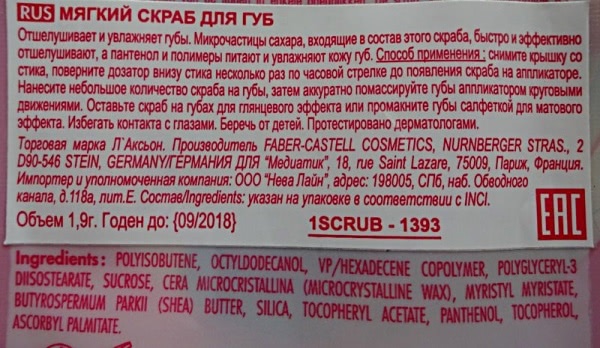 RUS МЯГКИЙ СКРАБ ДЛЯ ГУБ
Отшелушивает и увлажняет губы. Микрочастицы сахара, входящие в состав этого скраба, быстро и эффективно
отшелушивают, а пантенол и полимеры питают и увлажняют кожу губ. Способ применения : снимите крышку со
стика, поверните дозатор внизу стика несколько раз по часовой стрелке до появления скраба на аппликаторе.
Нанесите небольшое количество скраба на губы, затем аккуратно помассируйте губы аппликатором круговыми
движениями. Оставьте скраб на губах для глянцевого эффекта или промакните губы салфеткой для матового
эффекта. Избегать контакта с глазами. Беречь от детей. Протестировано дерматологами.
Торговая марка Л`Аксьон. Производитель FABER-CASTELL COSMETICS, NURNBERGER STRAS., 2
D90-546 STEIN, GERMANY/ГЕРМАНИЯ ДЛЯ "Медиатик", 18, rue Saint Lazare, 75009, Париж, Франция.
Импортер и уполномоченная компания: ООО "Нева Лайн", адрес: 198005, СПб, наб. Обводного
канала, д.118а, лит.Е. Состав/Ingredients: указан на упаковке в соответствии с INCI.
Объем 1,9г. Годен до: {09/2018} 1SCRUB - 1393
EAC
Ingredients: POLYISOBUTENE, OCTYLDODECANOL, VP/HEXADECENE COPOLYMER, POLYGLYCERYL-3
DIISOSTEARATE, SUCROSE, CERA MICROCRISTALLINA (MICROCRYSTALLINE WAX), MYRISTYL MYRISTATE,
BUTYROSPERMUM PARKII (SHEA) BUTTER, SILICA, TOCOPHERYL ACETATE, PANTHENOL, TOCOPHEROL,
ASCORBYL PALMITATE.